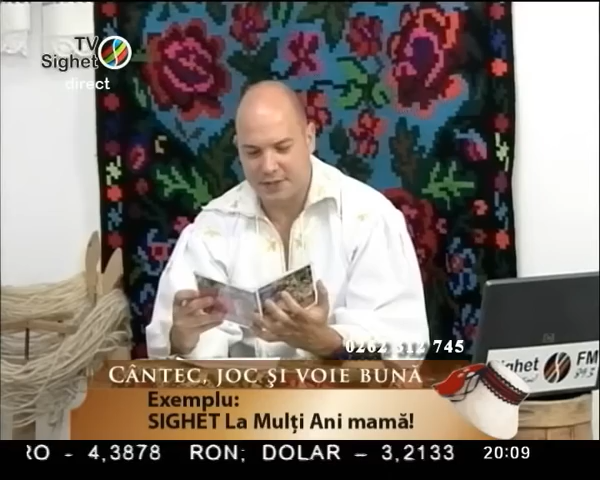 TV
Sighet
direct
0262 312 745
Sighet FM
CÂNTEC, JOC ŞI VOIE BUNĂ
Exemplu:
SIGHET La Mulţi Ani mamă!
RO - 4,3878 RON; DOLAR - 3,2133 20:09